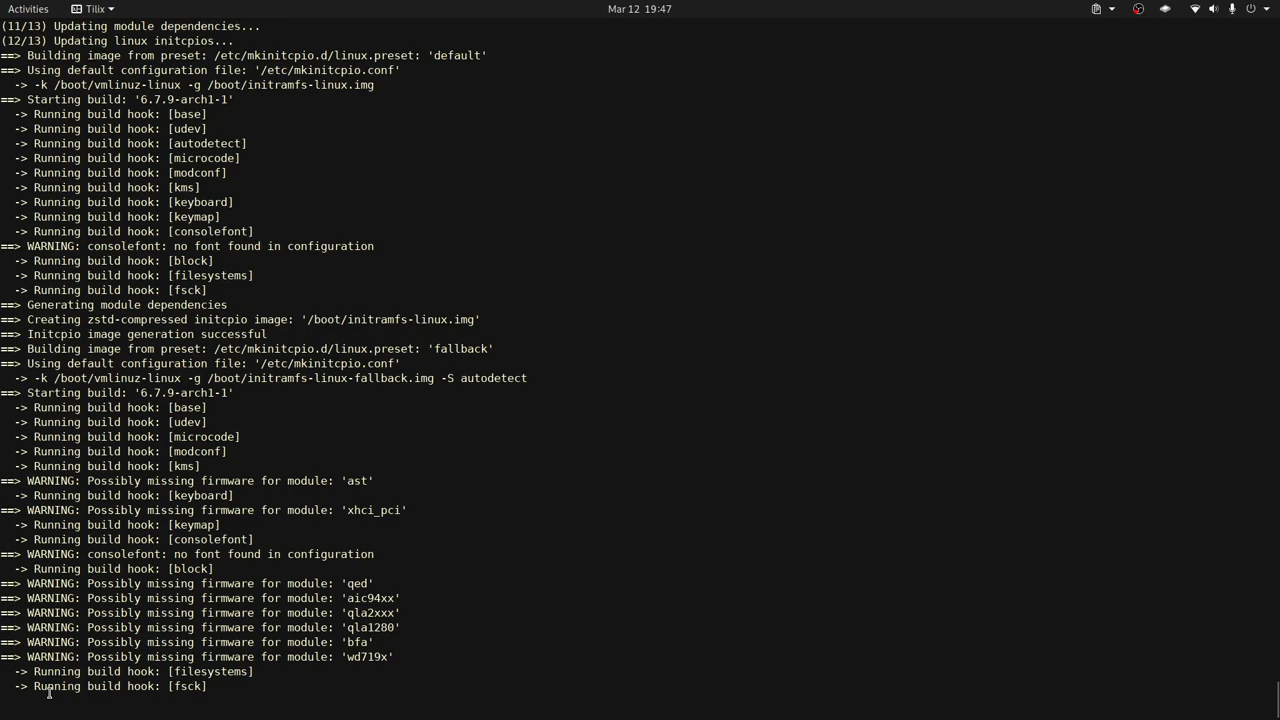 Activities Tilix Mar 12 19:47
(11/13) Updating module dependencies...
(12/13) Updating linux initcpios...
==> Building image from preset: /etc/mkinitcpio.d/linux.preset: 'default'
==> Using default configuration file: '/etc/mkinitcpio.conf'
  -> -k /boot/vmlinuz-linux -g /boot/initramfs-linux.img
==> Starting build: '6.7.9-arch1-1'
  -> Running build hook: [base]
  -> Running build hook: [udev]
  -> Running build hook: [autodetect]
  -> Running build hook: [microcode]
  -> Running build hook: [modconf]
  -> Running build hook: [kms]
  -> Running build hook: [keyboard]
  -> Running build hook: [keymap]
  -> Running build hook: [consolefont]
==> WARNING: consolefont: no font found in configuration
  -> Running build hook: [block]
  -> Running build hook: [filesystems]
  -> Running build hook: [fsck]
==> Generating module dependencies
==> Creating zstd-compressed initcpio image: '/boot/initramfs-linux.img'
==> Initcpio image generation successful
==> Building image from preset: /etc/mkinitcpio.d/linux.preset: 'fallback'
==> Using default configuration file: '/etc/mkinitcpio.conf'
  -> -k /boot/vmlinuz-linux -g /boot/initramfs-linux-fallback.img -S autodetect
==> Starting build: '6.7.9-arch1-1'
  -> Running build hook: [base]
  -> Running build hook: [udev]
  -> Running build hook: [microcode]
  -> Running build hook: [modconf]
  -> Running build hook: [kms]
==> WARNING: Possibly missing firmware for module: 'ast'
  -> Running build hook: [keyboard]
==> WARNING: Possibly missing firmware for module: 'xhci_pci'
  -> Running build hook: [keymap]
  -> Running build hook: [consolefont]
==> WARNING: consolefont: no font found in configuration
  -> Running build hook: [block]
==> WARNING: Possibly missing firmware for module: 'qed'
==> WARNING: Possibly missing firmware for module: 'aic94xx'
==> WARNING: Possibly missing firmware for module: 'qla2xxx'
==> WARNING: Possibly missing firmware for module: 'qla1280'
==> WARNING: Possibly missing firmware for module: 'bfa'
==> WARNING: Possibly missing firmware for module: 'wd719x'
  -> Running build hook: [filesystems]
  -> Running build hook: [fsck]